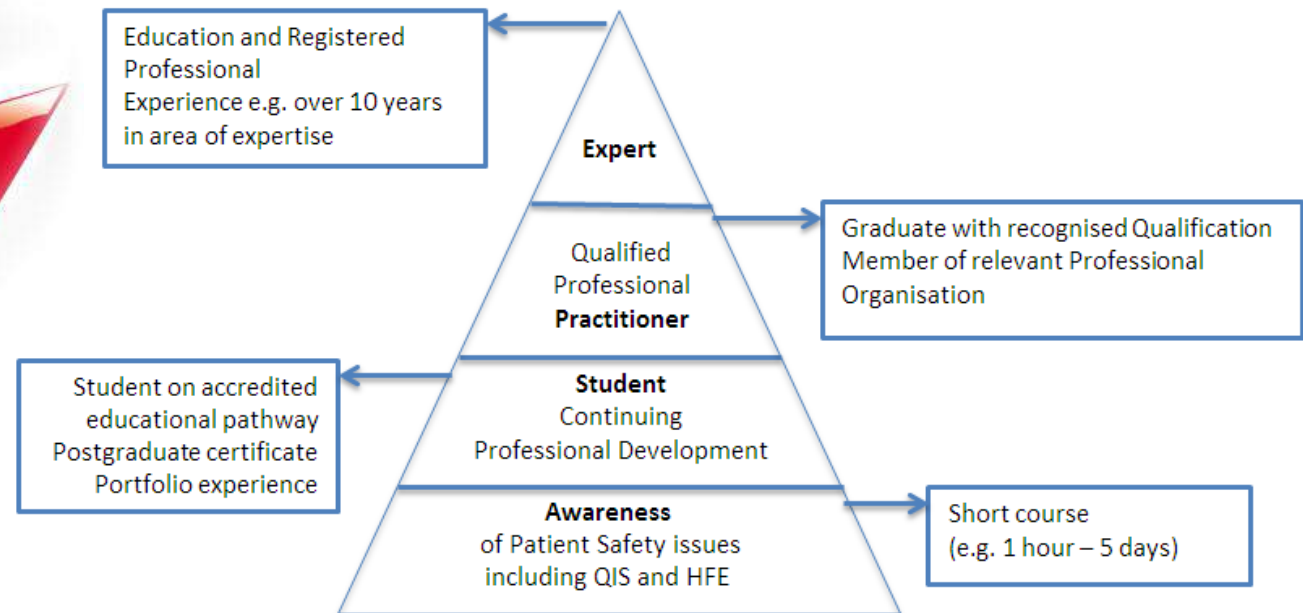 Education and Registered
Professional
Experience e.g. over 10 years
in area of expertise
Expert
Graduate with recognised Qualification
Member of relevant Professional
Organisation
Qualified
Professional
Practitioner
Student on accredited
educational pathway
Postgraduate certificate
Portfolio experience
Student
Continuing
Professional Development
Awareness
of Patient Safety issues
including QIS and HFE
Short course
(e.g. 1 hour – 5 days)